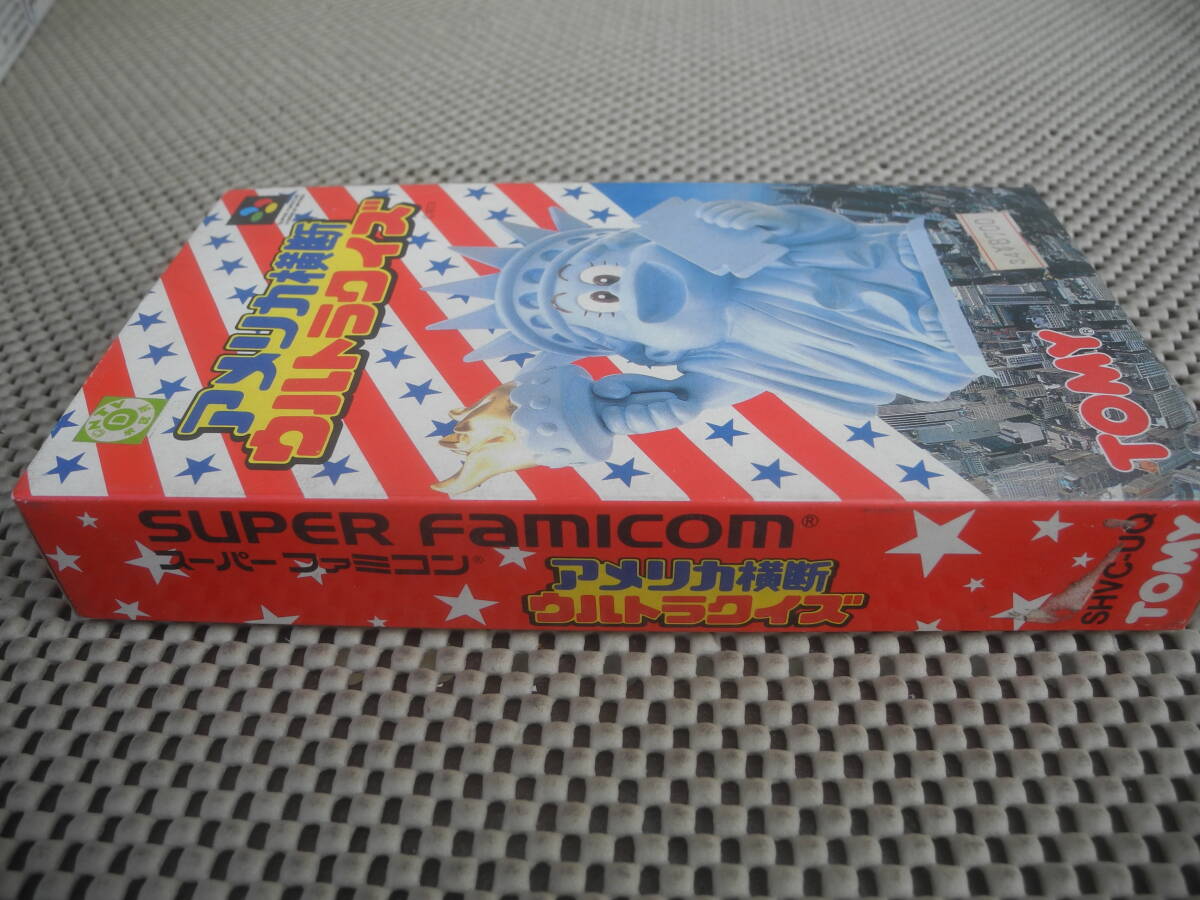 アメリカ横断
ウルトラクイズ
TOMY®
SUPER FAMICOM®
スーパーファミコン®
アメリカ横断
ウルトラクイズ
SHVC-UQ
TOMY